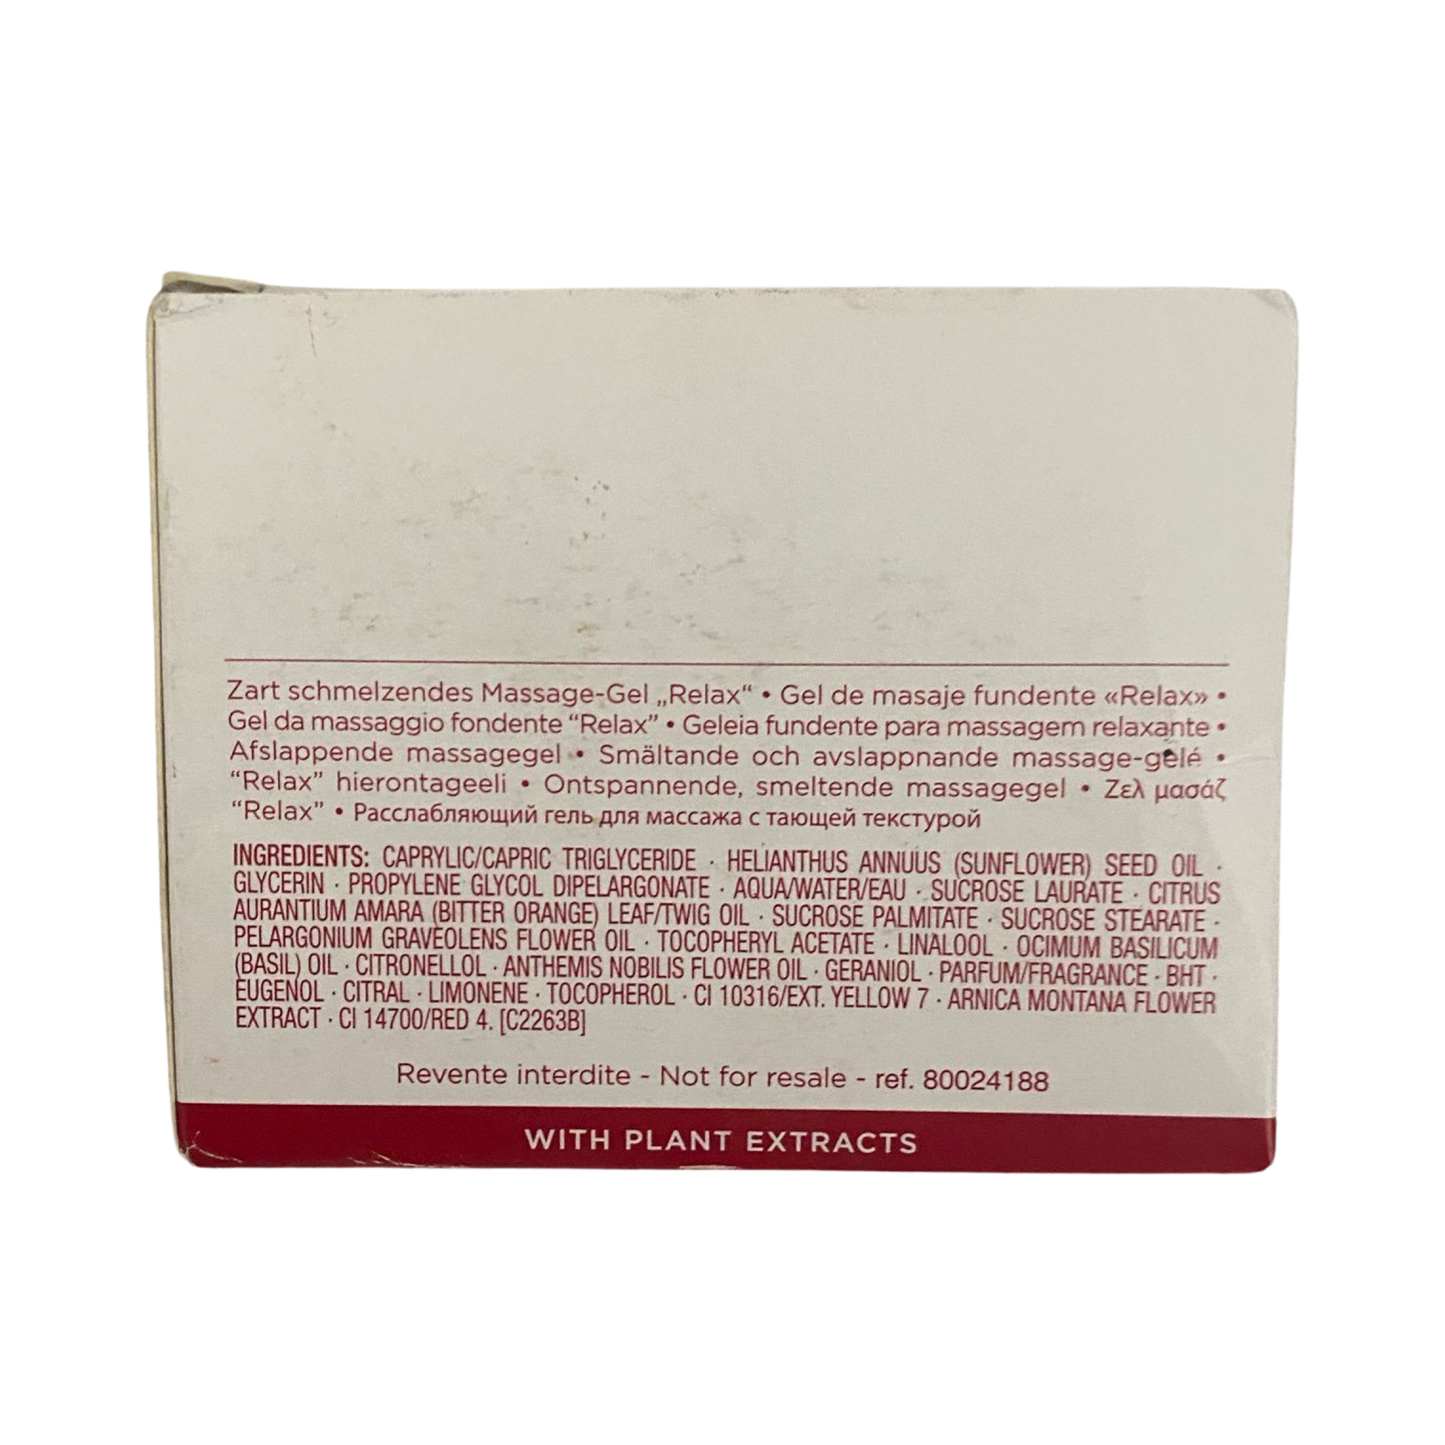 Zart schmelzendes Massage-Gel „Relax“ • Gel de masaje fundente «Relax» •
Gel da massaggio fondente “Relax” • Geleia fundente para massagem relaxante •
Afslappende massagegel • Smältande och avslappnande massage-gelé •
“Relax” hierontageeli • Ontspannende, smeltende massagegel • Ζελ μασάζ
“Relax” • Расслабляющий гель для массажа с тающей текстурой
INGREDIENTS: CAPRYLIC/CAPRIC TRIGLYCERIDE · HELIANTHUS ANNUUS (SUNFLOWER) SEED OIL ·
GLYCERIN · PROPYLENE GLYCOL DIPELARGONATE · AQUA/WATER/EAU · SUCROSE LAURATE · CITRUS
AURANTIUM AMARA (BITTER ORANGE) LEAF/TWIG OIL · SUCROSE PALMITATE · SUCROSE STEARATE ·
PELARGONIUM GRAVEOLENS FLOWER OIL · TOCOPHERYL ACETATE · LINALOOL · OCIMUM BASILICUM
(BASIL) OIL · CITRONELLOL · ANTHEMIS NOBILIS FLOWER OIL · GERANIOL · PARFUM/FRAGRANCE · BHT ·
EUGENOL · CITRAL · LIMONENE · TOCOPHEROL · CI 10316/EXT. YELLOW 7 · ARNICA MONTANA FLOWER
EXTRACT · CI 14700/RED 4. [C2263B]
Revente interdite - Not for resale - ref. 80024188
WITH PLANT EXTRACTS